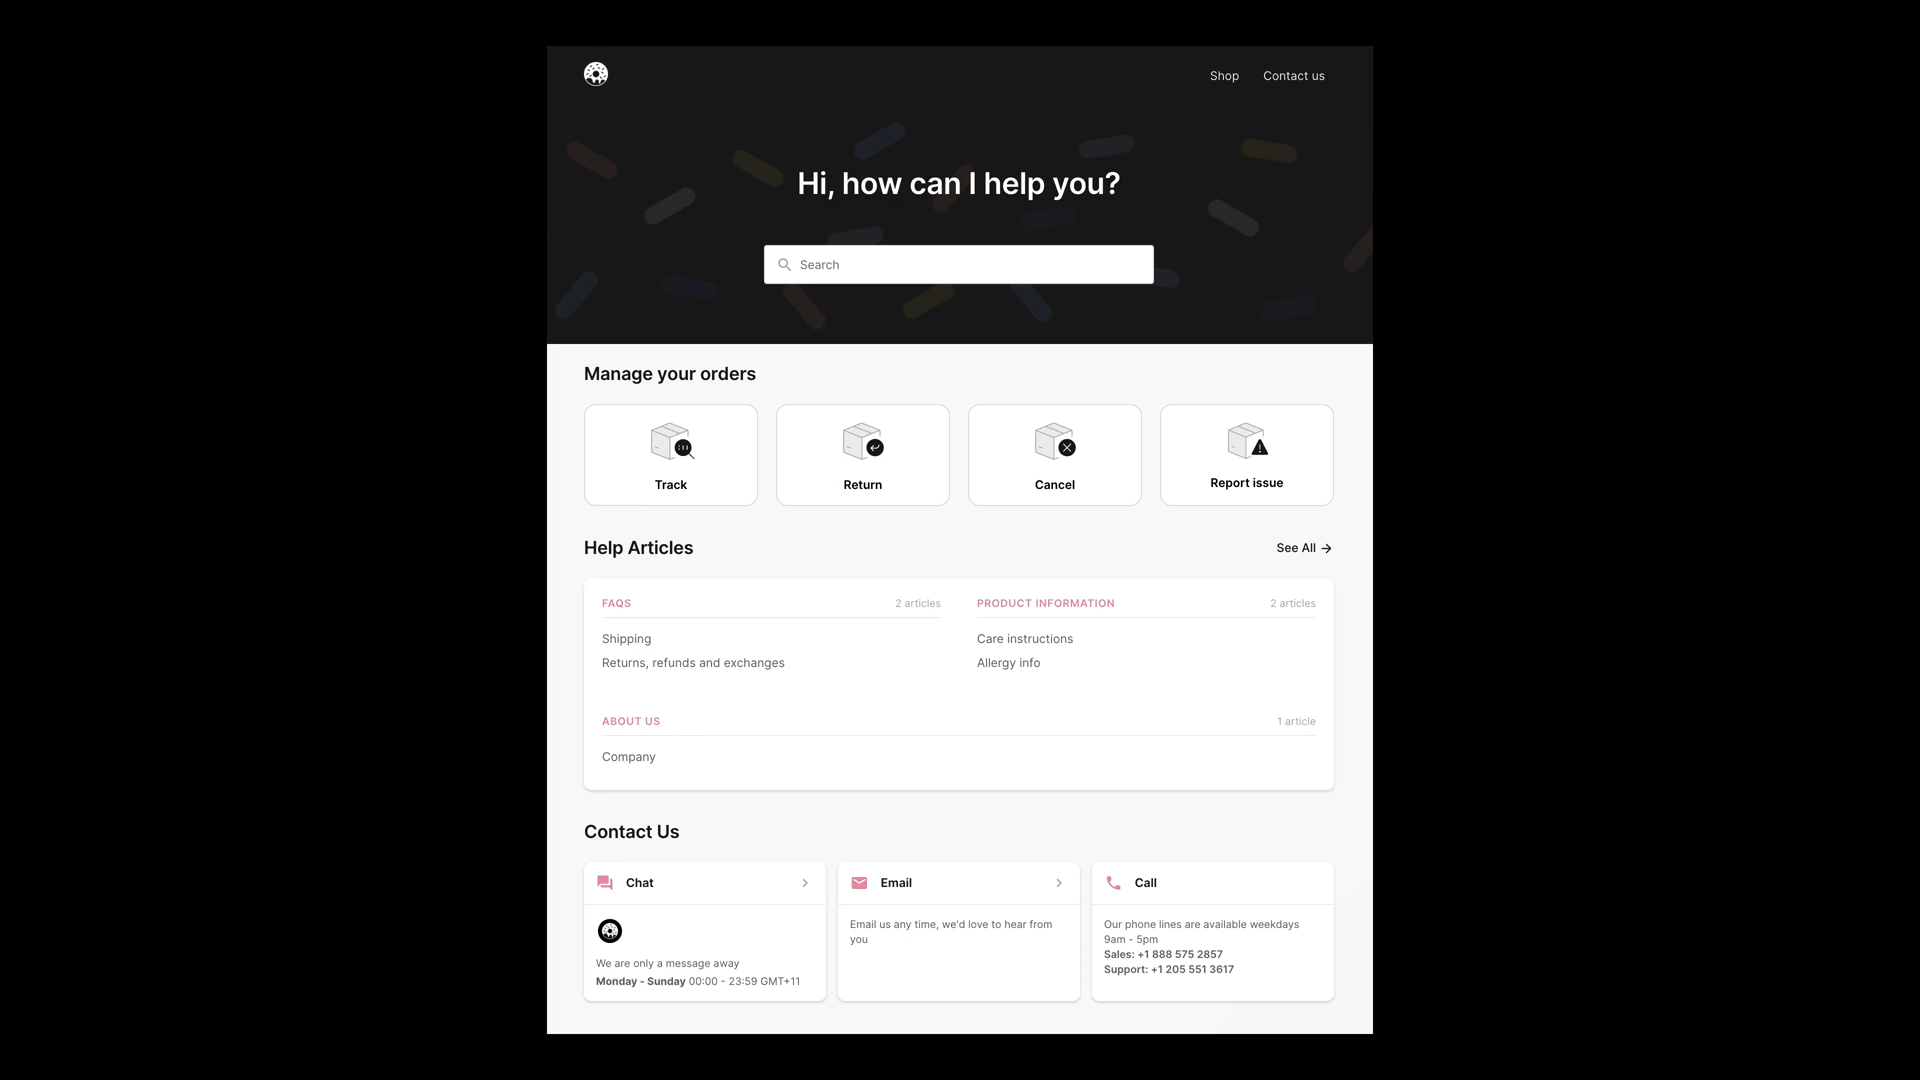 Shop
Contact us
Hi, how can I help you?
Search
Manage your orders
Track
Return
Cancel
Report issue
Help Articles
See All
FAQS
2 articles
Shipping
Returns, refunds and exchanges
PRODUCT INFORMATION
2 articles
Care instructions
Allergy info
ABOUT US
1 article
Company
Contact Us
Chat
We are only a message away
Monday - Sunday 00:00 - 23:59 GMT+11
Email
Email us any time, we'd love to hear from
you
Call
Our phone lines are available weekdays
9am - 5pm
Sales: +1 888 575 2857
Support: +1 205 551 3617